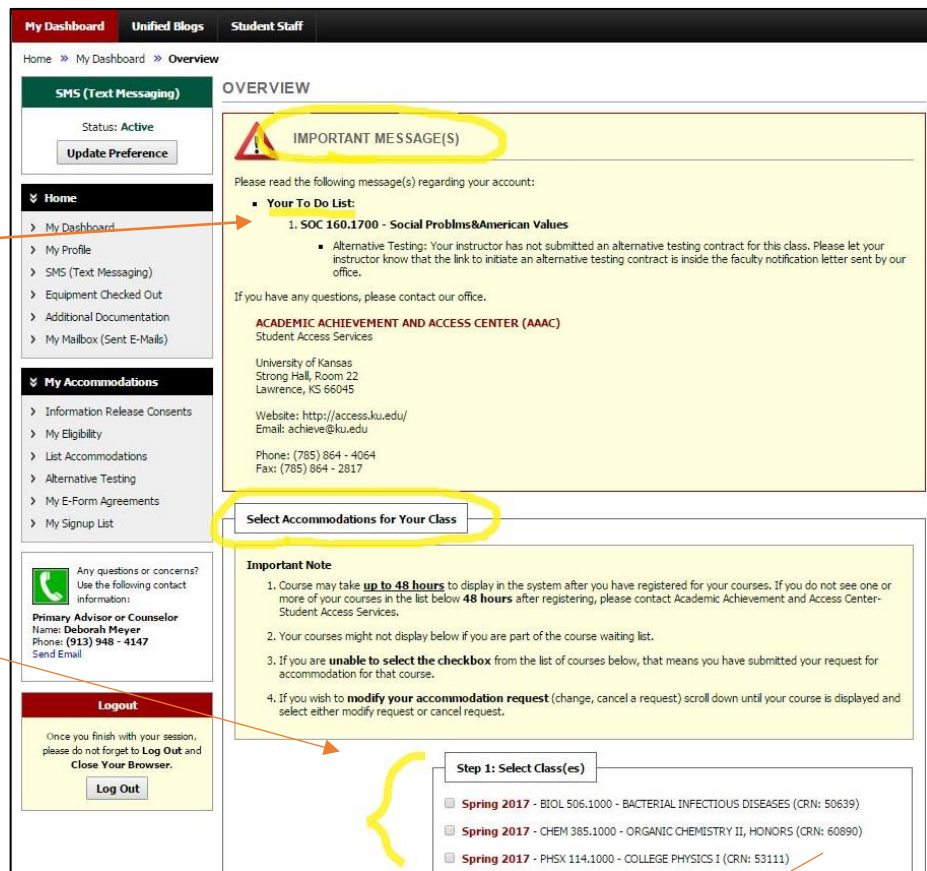 My Dashboard Unified Blogs Student Staff
Home » My Dashboard » Overview
SMS (Text Messaging)
Status: Active
Update Preference
Home
My Dashboard
My Profile
SMS (Text Messaging)
Equipment Checked Out
Additional Documentation
My Mailbox (Sent E-Mails)
My Accommodations
Information Release Consents
My Eligibility
List Accommodations
Alternative Testing
My E-Form Agreements
My Signup List
Any questions or concerns?
Use the following contact
information:
Primary Advisor or Counselor
Name: Deborah Meyer
Phone: (913) 948 - 4147
Send Email
Logout
Once you finish with your session,
please do not forget to Log Out and
Close Your Browser.
Log Out
OVERVIEW
IMPORTANT MESSAGE(S)
Please read the following message(s) regarding your account:
Your To Do List:
1. SOC 160.1700 - Social Problms&American Values
Alternative Testing: Your instructor has not submitted an alternative testing contract for this class. Please let your
instructor know that the link to initiate an alternative testing contract is inside the faculty notification letter sent by our
office.
If you have any questions, please contact our office.
ACADEMIC ACHIEVEMENT AND ACCESS CENTER (AAAC)
Student Access Services
University of Kansas
Strong Hall, Room 22
Lawrence, KS 66045
Website: http://access.ku.edu/
Email: achieve@ku.edu
Phone: (785) 864 - 4064
Fax: (785) 864 - 2817
Select Accommodations for Your Class
Important Note
1. Course may take up to 48 hours to display in the system after you have registered for your courses. If you do not see one or
more of your courses in the list below 48 hours after registering, please contact Academic Achievement and Access Center-
Student Access Services.
2. Your courses might not display below if you are part of the course waiting list.
3. If you are unable to select the checkbox from the list of courses below, that means you have submitted your request for
accommodation for that course.
4. If you wish to modify your accommodation request (change, cancel a request) scroll down until your course is displayed and
select either modify request or cancel request.
Step 1: Select Class(es)
Spring 2017 - BIOL 506.1000 - BACTERIAL INFECTIOUS DISEASES (CRN: 50639)
Spring 2017 - CHEM 385.1000 - ORGANIC CHEMISTRY II, HONORS (CRN: 60890)
Spring 2017 - PHSX 114.1000 - COLLEGE PHYSICS I (CRN: 53111)